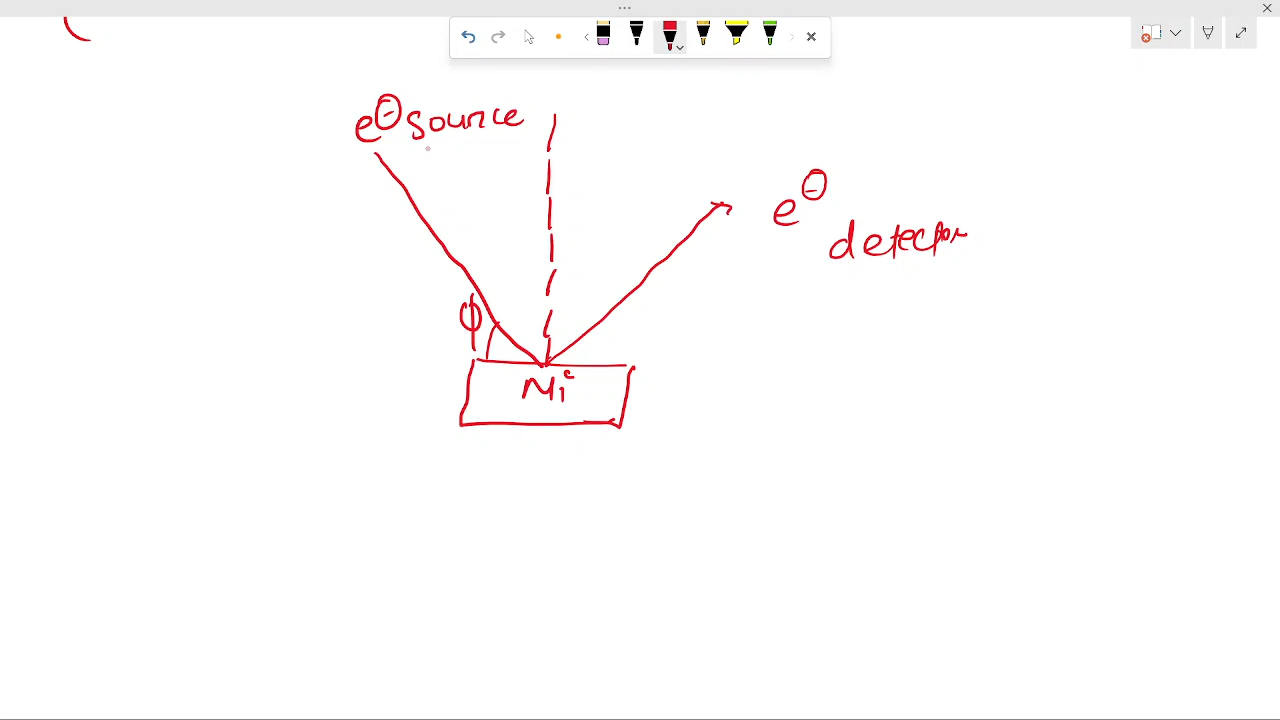 e⊖ source
e⊖
detector
ϕ
Ni